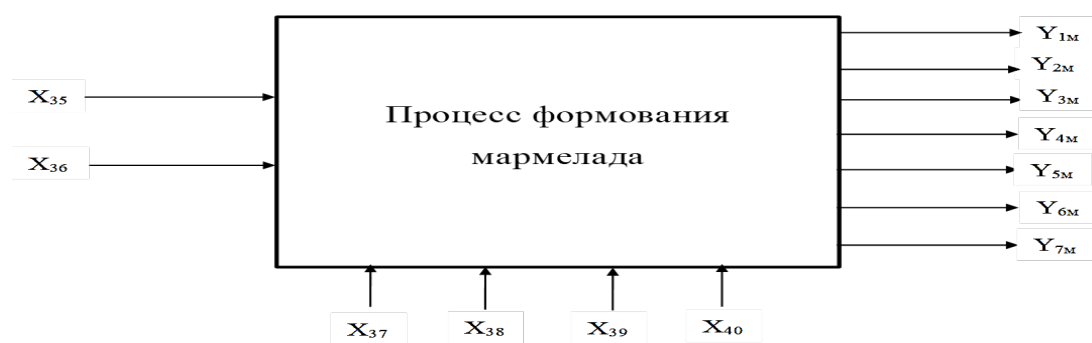 Y1м
Y2м
X35
Y3м
Процесс формования
Y4м
мармелада
X36
Y5м
Y6м
Y7м
X37 X38 X39 X40